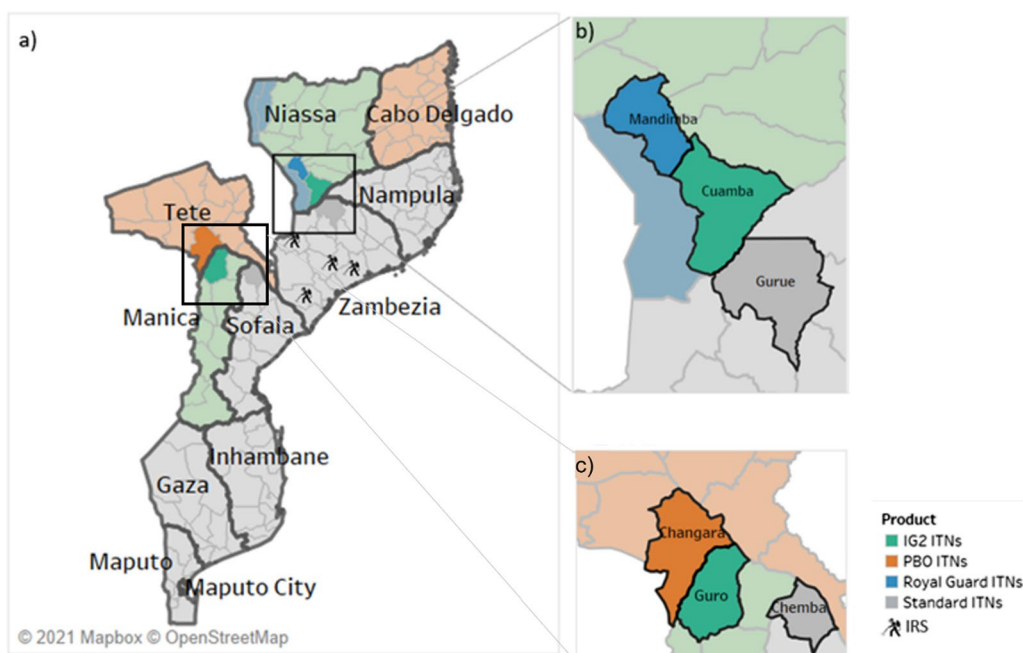 a)
Niassa
Cabo Delgado
Nampula
Tete
Zambezia
Manica
Sofala
Inhambane
Gaza
Maputo
Maputo City
© 2021 Mapbox © OpenStreetMap
b)
Mandimba
Cuamba
Gurue
c)
Changara
Guro
Chemba
Product
IG2 ITNs
PBO ITNs
Royal Guard ITNs
Standard ITNs
IRS